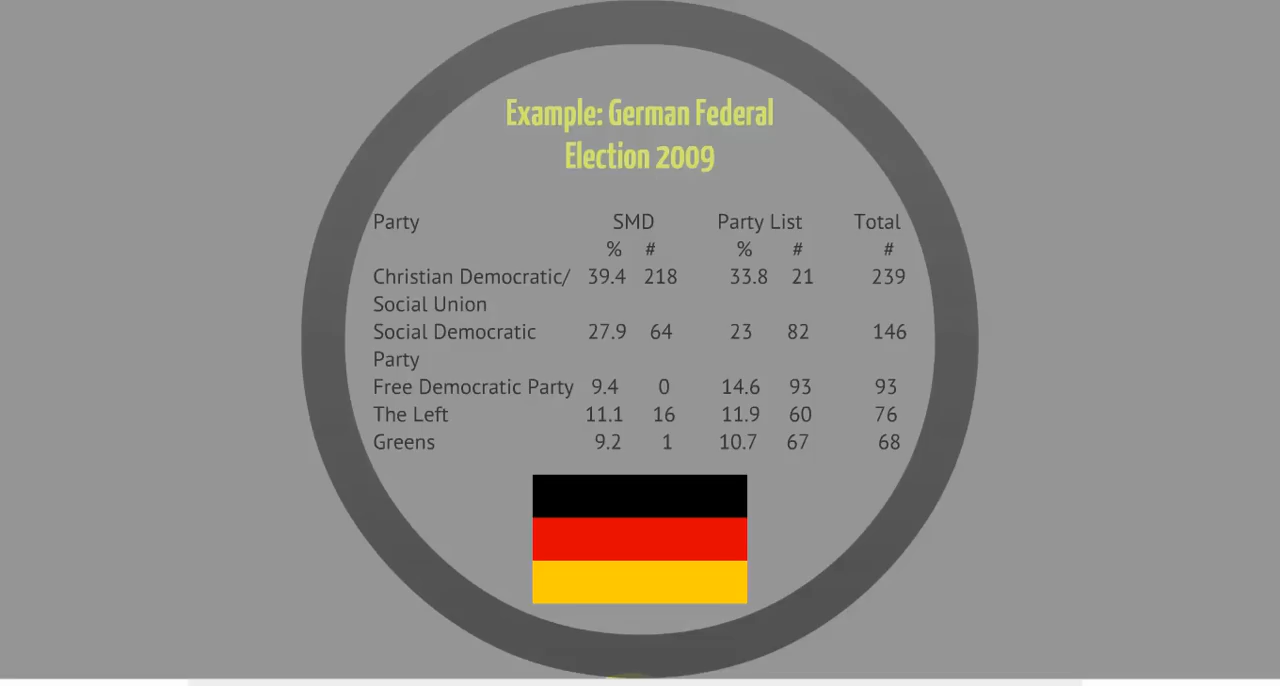 Example: German Federal
Election 2009
Party SMD Party List Total
% # % # #
Christian Democratic/ 39.4 218 33.8 21 239
Social Union
Social Democratic 27.9 64 23 82 146
Party
Free Democratic Party 9.4 0 14.6 93 93
The Left 11.1 16 11.9 60 76
Greens 9.2 1 10.7 67 68